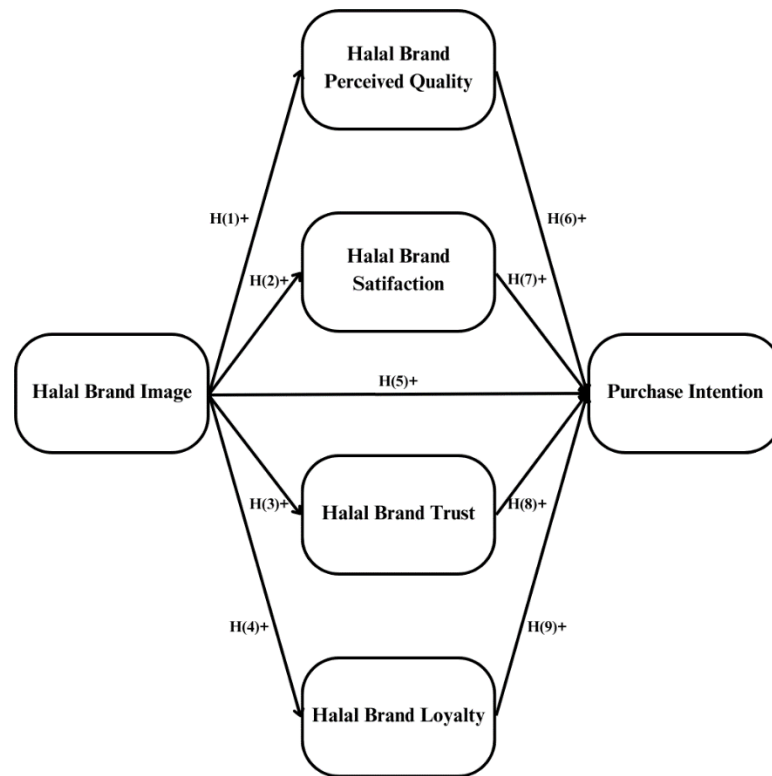 Halal Brand
Perceived Quality
H(1)+
H(6)+
Halal Brand
Satifaction
H(2)+
H(7)+
Halal Brand Image
H(5)+
Purchase Intention
H(3)+
Halal Brand Trust
H(8)+
H(4)+
H(9)+
Halal Brand Loyalty